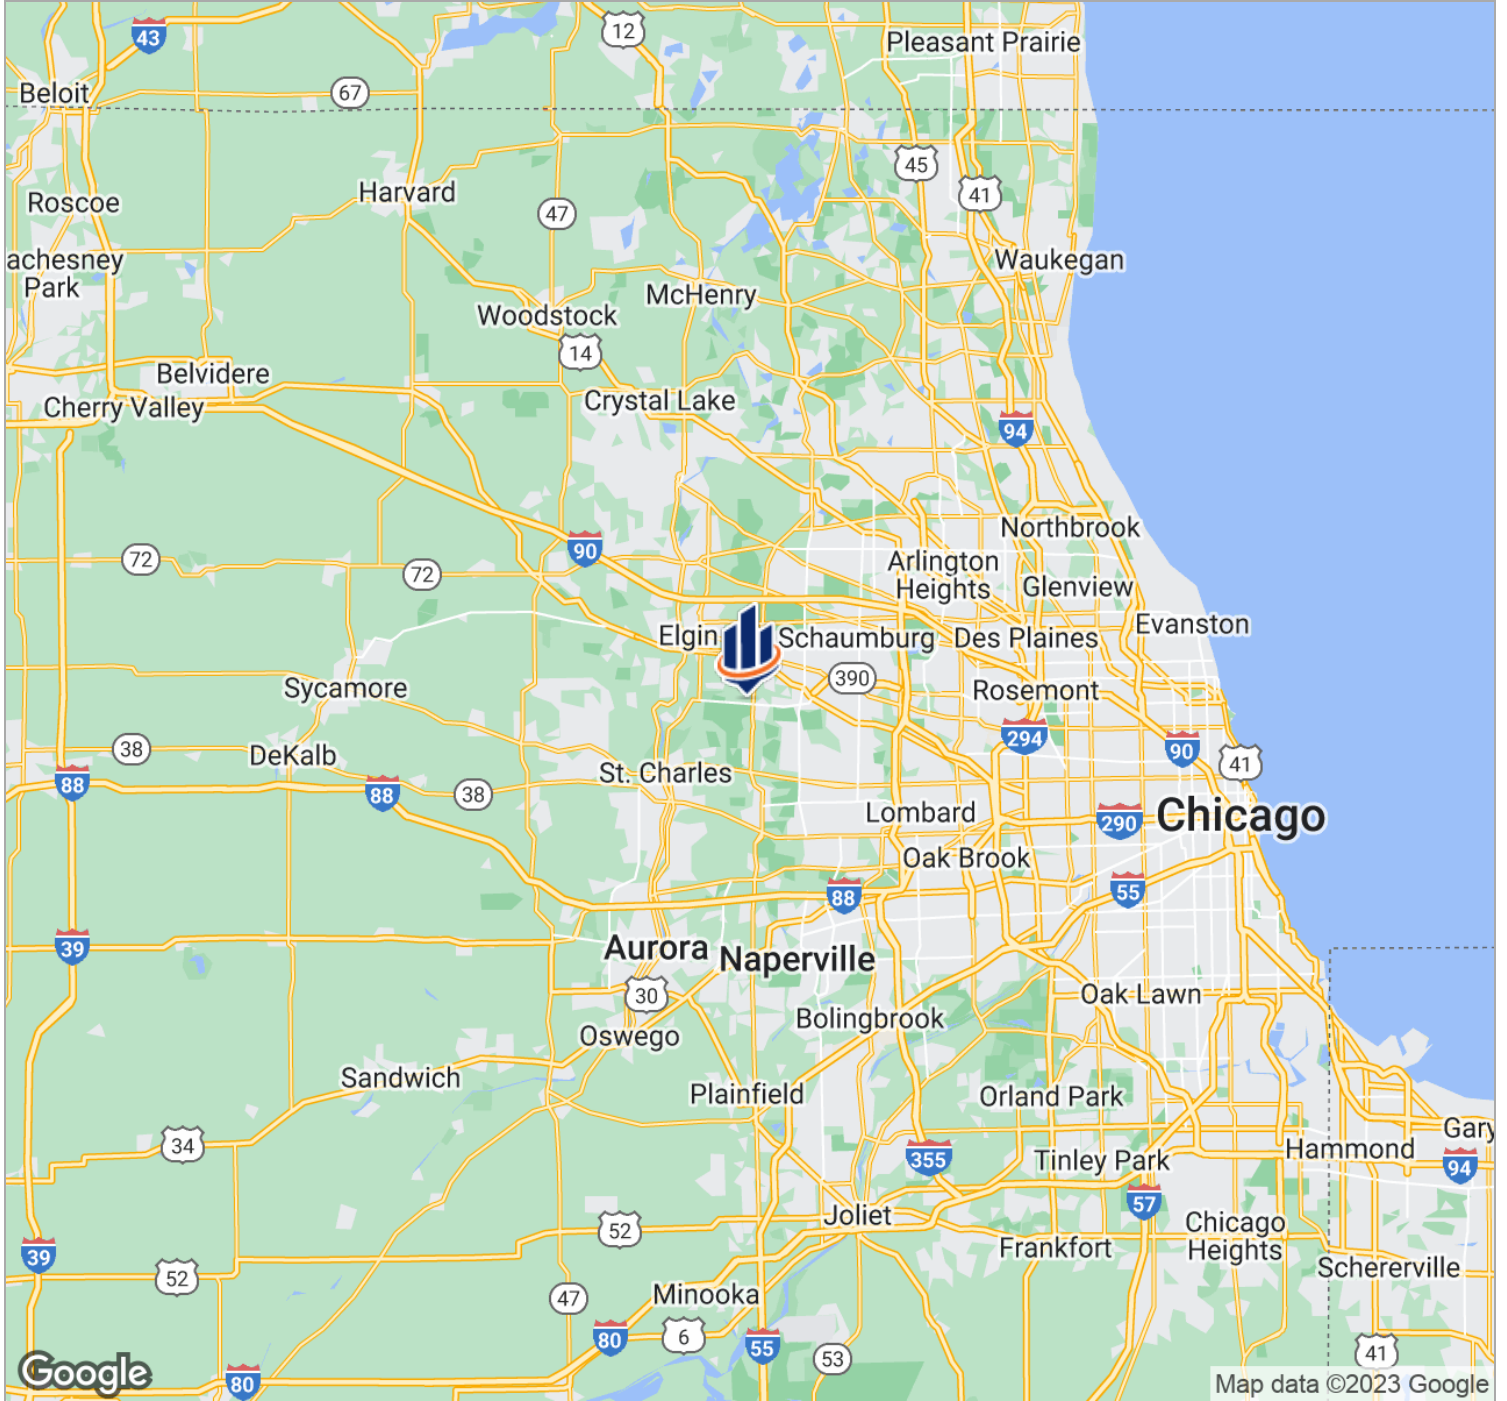 43
12
Pleasant Prairie
Beloit
67
45
41
Harvard
Roscoe
47
Waukegan
achesney
Park
McHenry
Woodstock
14
Belvidere
Crystal Lake
Cherry Valley
94
Northbrook
90
72
72
Arlington
Heights
Glenview
Evanston
Elgin
Schaumburg
Des Plaines
390
Sycamore
Rosemont
294
90
38
DeKalb
41
St. Charles
88
88
38
Lombard
290
Chicago
Oak Brook
88
55
39
Aurora
Naperville
30
Oak Lawn
Bolingbrook
Oswego
Sandwich
Plainfield
Orland Park
34
Gary
Hammond
355
Tinley Park
94
57
Joliet
52
Chicago
Heights
39
Frankfort
52
Schererville
47
Minooka
80
6
55
53
41
Google
80
Map data ©2023 Google